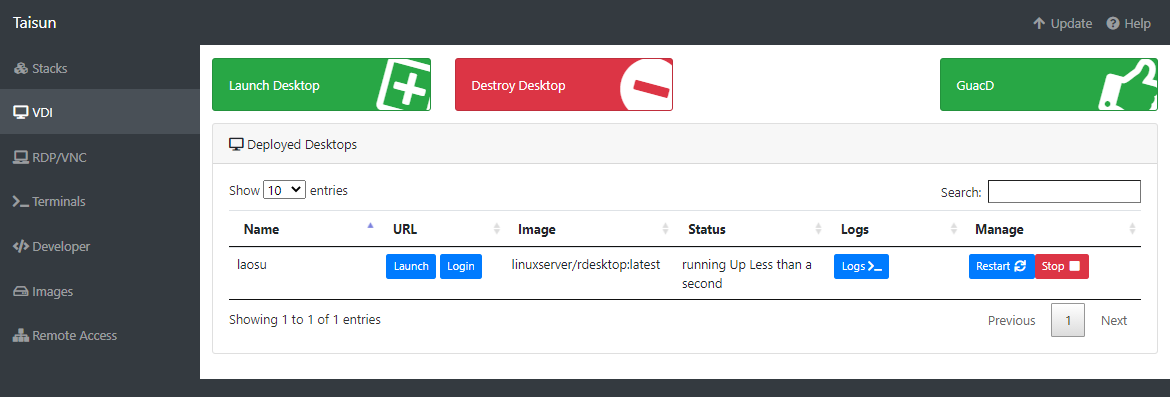 Taisun
Update Help
Stacks
VDI
RDP/VNC
Terminals
Developer
Images
Remote Access
Launch Desktop
Destroy Desktop
GuacD
Deployed Desktops
Show 10 entries
Search:
Name URL Image Status Logs Manage
laosu Launch Login linuxserver/rdesktop:latest running Up Less than a Logs Restart Stop
second
Showing 1 to 1 of 1 entries
Previous 1 Next